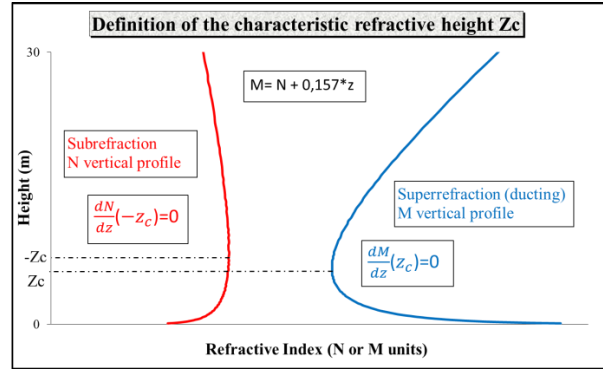 Definition of the characteristic refractive height Zc
30
M= N + 0,157*z
Subrefraction
N vertical profile
dN/dz(−z_c)=0
Superrefraction (ducting)
M vertical profile
dM/dz(z_c)=0
Height (m)
-Zc
Zc
0
Refractive Index (N or M units)